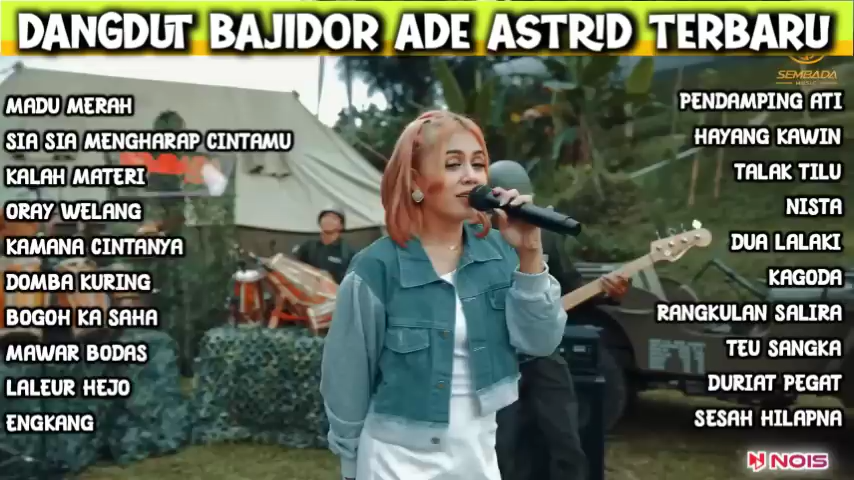 DANGDUT BAJIDOR ADE ASTRID TERBARU
SEMBADA
MUSIC
MADU MERAH
SIA SIA MENGHARAP CINTAMU
KALAH MATERI
ORAY WELANG
KAMANA CINTANYA
DOMBA KURING
BOGOH KA SAHA
MAWAR BODAS
LALEUR HEJO
ENGKANG
PENDAMPING ATI
HAYANG KAWIN
TALAK TILU
NISTA
DUA LALAKI
KAGODA
RANGKULAN SALIRA
TEU SANGKA
DURIAT PEGAT
SESAH HILAPNA
NOIS